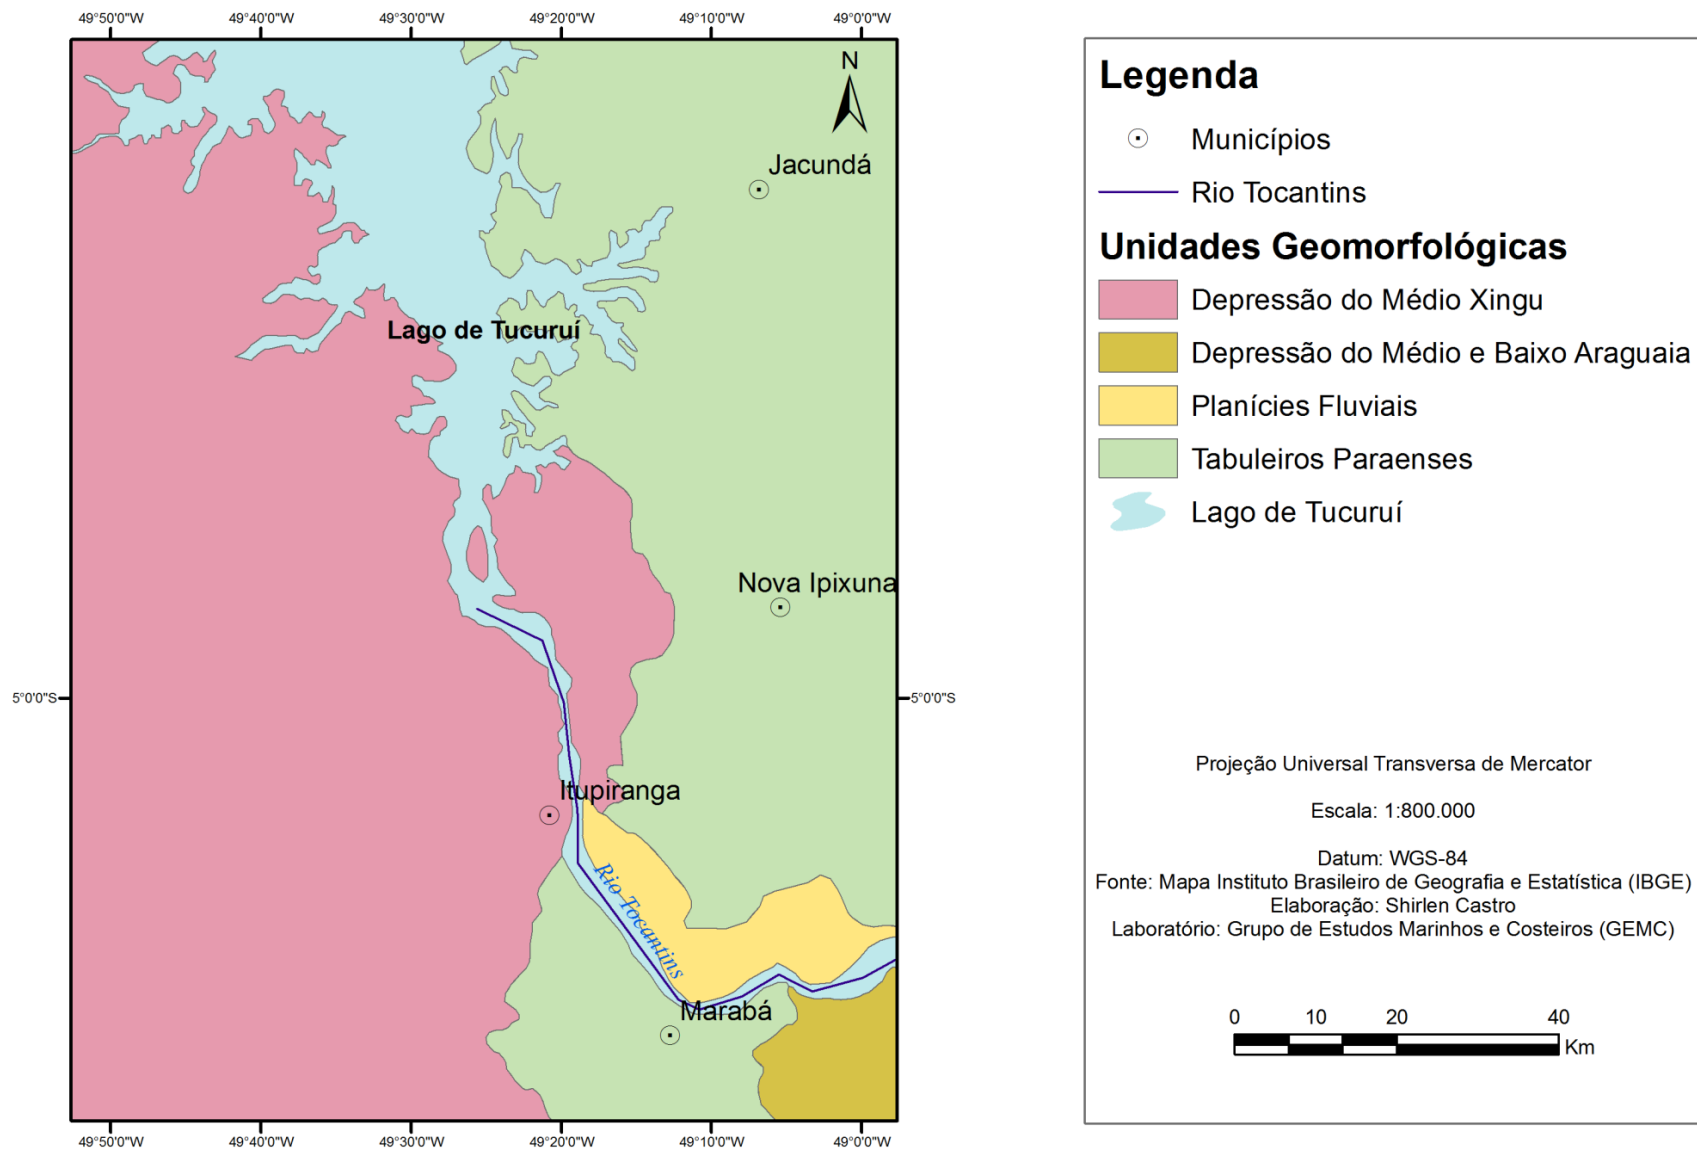 49°50'0"W 49°40'0"W 49°30'0"W 49°20'0"W 49°10'0"W 49°0'0"W
N
Jacundá
Lago de Tucuruí
Nova Ipixuna
5°0'0"S 5°0'0"S
Itupiranga
Rio Tocantins
Marabá
49°50'0"W 49°40'0"W 49°30'0"W 49°20'0"W 49°10'0"W 49°0'0"W
Legenda
Municípios
Rio Tocantins
Unidades Geomorfológicas
Depressão do Médio Xingu
Depressão do Médio e Baixo Araguaia
Planícies Fluviais
Tabuleiros Paraenses
Lago de Tucuruí
Projeção Universal Transversa de Mercator
Escala: 1:800.000
Datum: WGS-84
Fonte: Mapa Instituto Brasileiro de Geografia e Estatística (IBGE)
Elaboração: Shirlen Castro
Laboratório: Grupo de Estudos Marinhos e Costeiros (GEMC)
0 10 20 40
Km